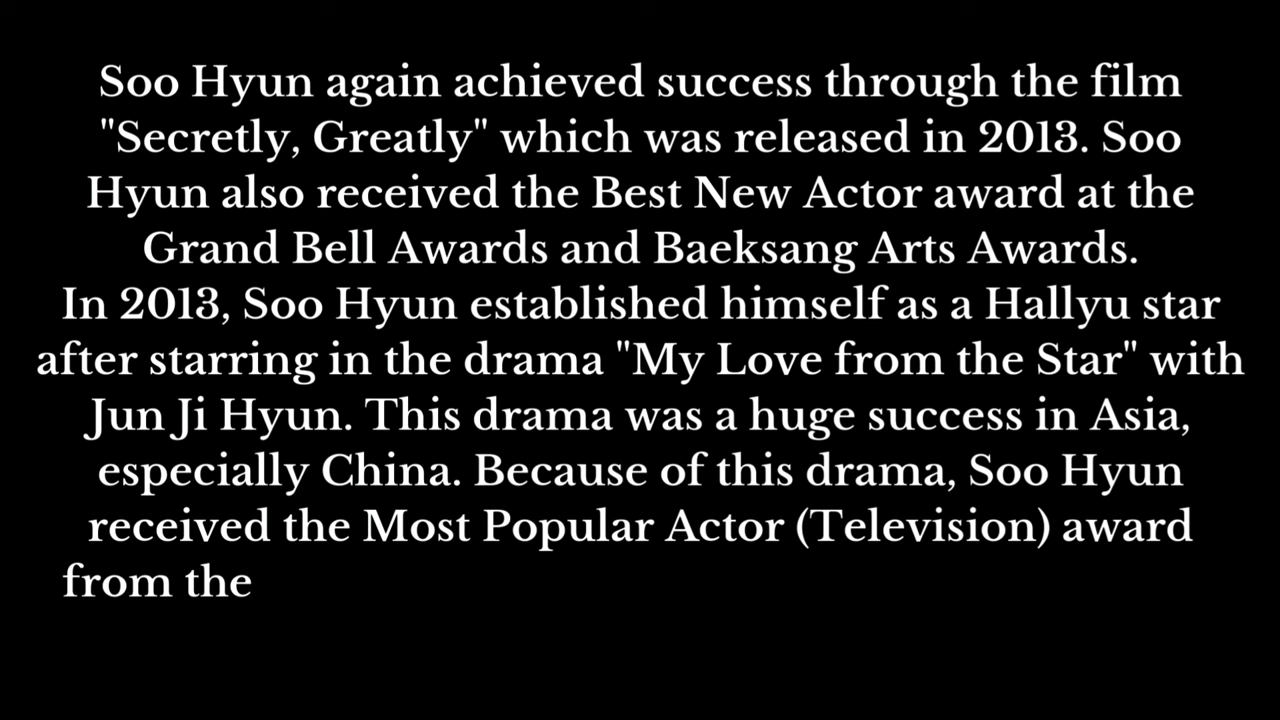 Soo Hyun again achieved success through the film
"Secretly, Greatly" which was released in 2013. Soo
Hyun also received the Best New Actor award at the
Grand Bell Awards and Baeksang Arts Awards.
In 2013, Soo Hyun established himself as a Hallyu star
after starring in the drama "My Love from the Star" with
Jun Ji Hyun. This drama was a huge success in Asia,
especially China. Because of this drama, Soo Hyun
received the Most Popular Actor (Television) award
from the